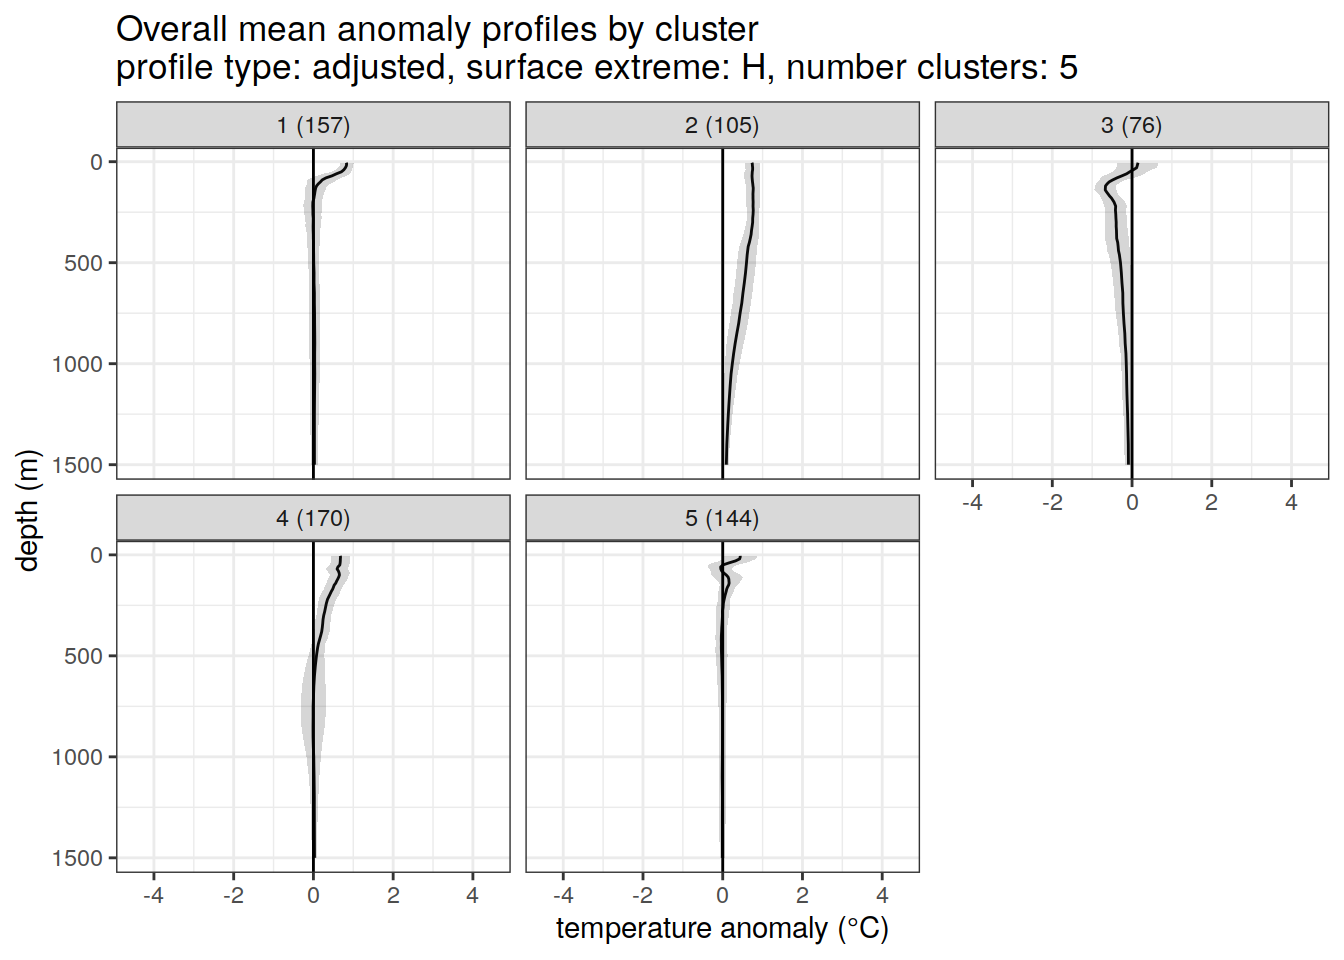 Overall mean anomaly profiles by cluster
profile type: adjusted, surface extreme: H, number clusters: 5
1 (157)
2 (105)
3 (76)
0
500
1000
1500
-4 -2 0 2 4
depth (m)
4 (170)
5 (144)
0
500
1000
1500
-4 -2 0 2 4
-4 -2 0 2 4
temperature anomaly (°C)